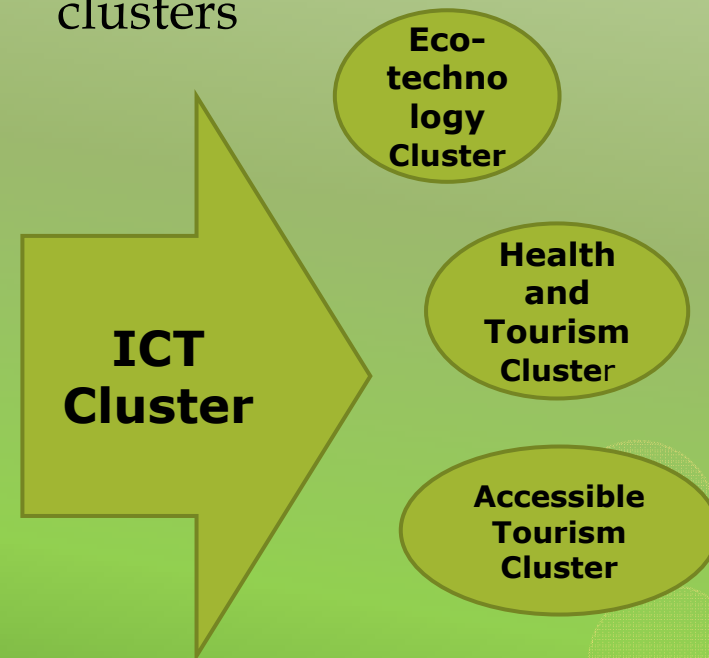 clusters
Eco-
techno
logy
Cluster
Health
and
Tourism
Cluster
ICT
Cluster
Accessible
Tourism
Cluster